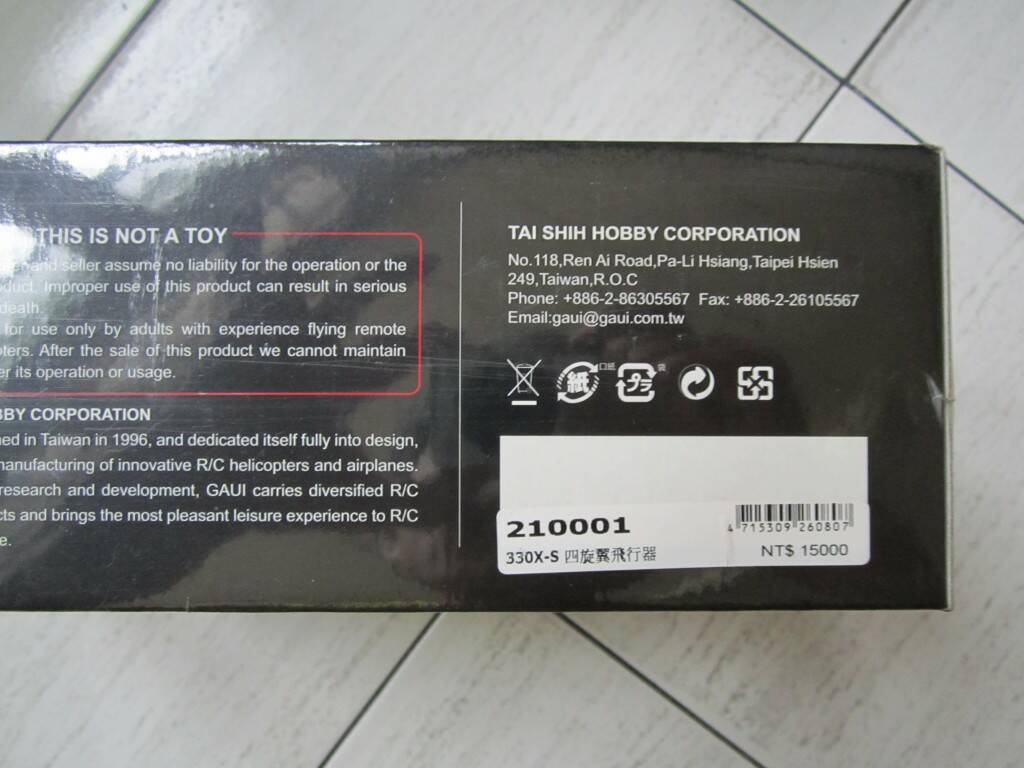 THIS IS NOT A TOY
and seller assume no liability for the operation or the
Improper use of this product can result in serious
death.
for use only by adults with experience flying remote
After the sale of this product we cannot maintain
its operation or usage.
CORPORATION
in Taiwan in 1996, and dedicated itself fully into design,
manufacturing of innovative R/C helicopters and airplanes.
research and development, GAUI carries diversified R/C
and brings the most pleasant leisure experience to R/C
TAI SHIH HOBBY CORPORATION
No.118,Ren Ai Road,Pa-Li Hsiang,Taipei Hsien
249,Taiwan,R.O.C
Phone: +886-2-86305567 Fax: +886-2-26105567
Email:gaui@gaui.com.tw
紙 プラ
210001
4 715309 260807
330X-S 四旋翼飛行器
NT$ 15000